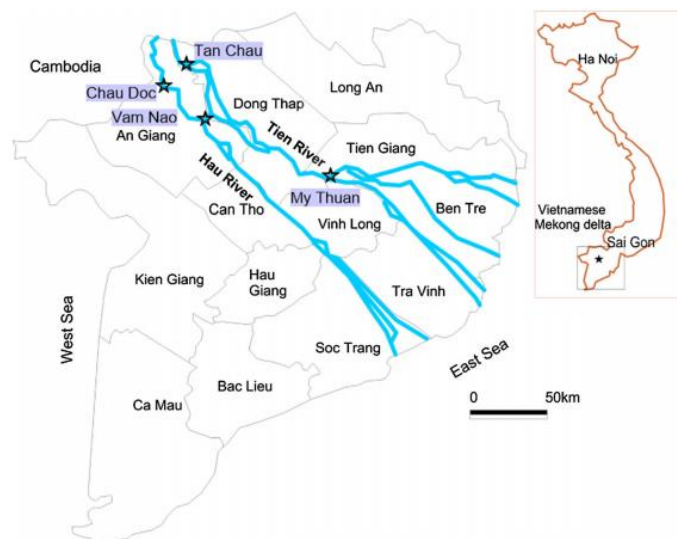 Tan Chau
Cambodia
Chau Doc
Vam Nao
An Giang
Dong Thap
Long An
Tien River
Tien Giang
Hau River
My Thuan
Can Tho
Vinh Long
Ben Tre
Kien Giang
Hau
Giang
Tra Vinh
West Sea
Soc Trang
East Sea
Bac Lieu
Ca Mau
0 50km
Ha Noi
Vietnamese
Mekong delta
Sai Gon